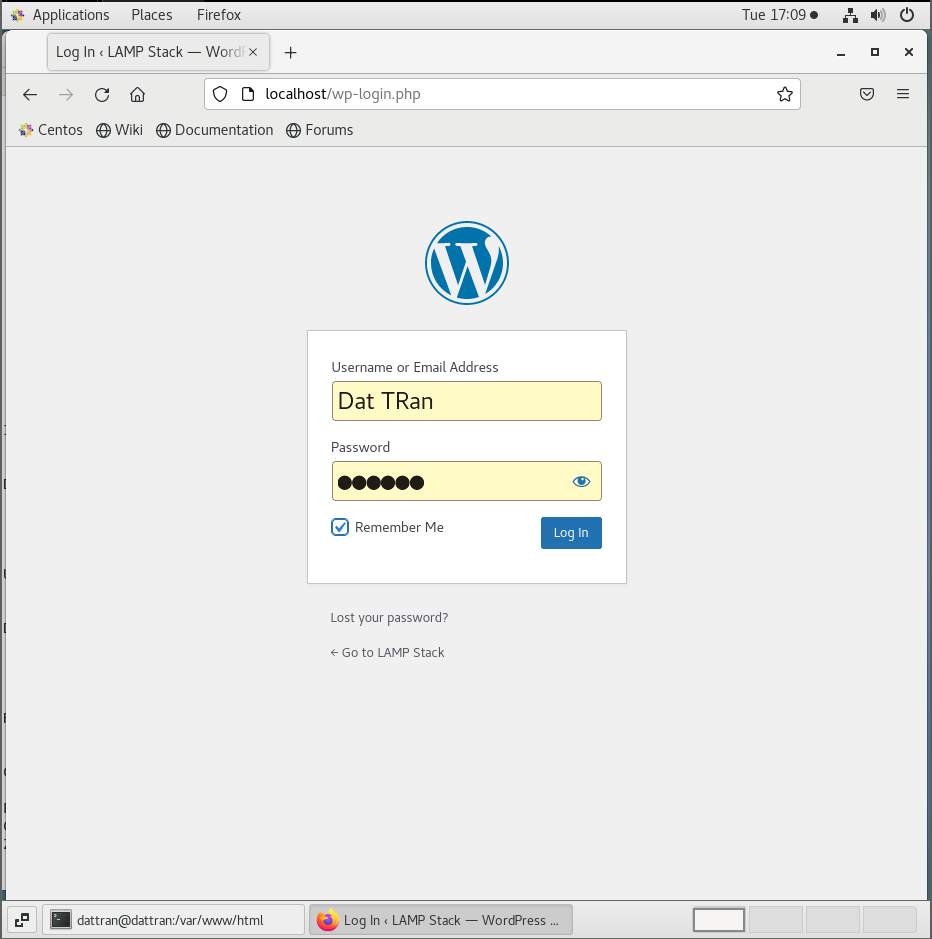 Applications Places Firefox Tue 17:09
Log In ‹ LAMP Stack — WordP
localhost/wp-login.php
Centos Wiki Documentation Forums
Username or Email Address
Dat TRan
Password
Remember Me Log In
Lost your password?
← Go to LAMP Stack
dattran@dattran:/var/www/html Log In ‹ LAMP Stack — WordPress ...